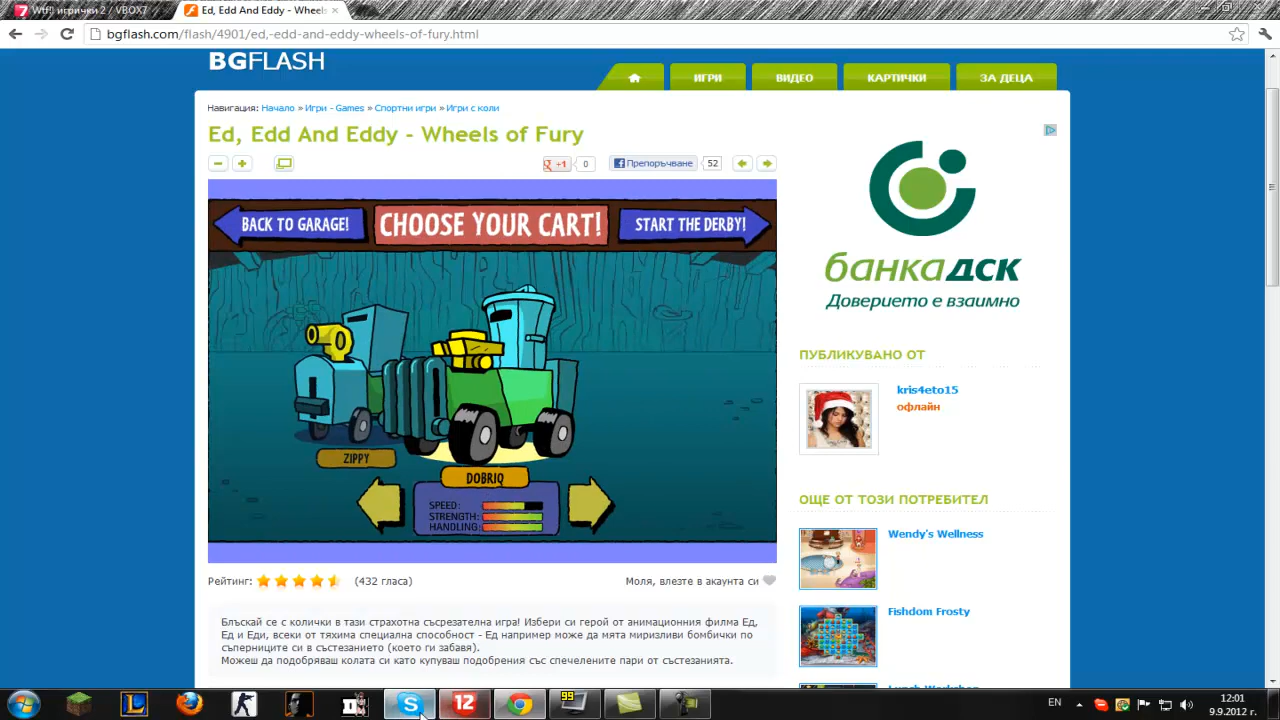 Wtf!! игрички 2 / VBOX7
Ed, Edd And Eddy - Wheels
bgflash.com/flash/4901/ed,-edd-and-eddy-wheels-of-fury.html
BGFLASH
ИГРИ
ВИДЕО
КАРТИЧКИ
ЗА ДЕЦА
Навигация: Начало » Игри - Games » Спортни игри » Игри с коли
Ed, Edd And Eddy - Wheels of Fury
+1
0
Препоръчване
52
BACK TO GARAGE!
CHOOSE YOUR CART!
START THE DERBY!
ZIPPY
DOBRIQ
SPEED:
STRENGTH:
HANDLING:
банкадск
Доверието е взаимно
ПУБЛИКУВАНО ОТ
kris4eto15
офлайн
ОЩЕ ОТ ТОЗИ ПОТРЕБИТЕЛ
Wendy's Wellness
Fishdom Frosty
Lunch Workshop
Рейтинг:
(432 гласа)
Моля, влезте в акаунта си
Блъскай се с колички в тази страхотна състрезателна игра! Избери си герой от анимационния филма Ед,
Ед и Еди, всеки от тяхима специална способност - Ед например може да мята миризливи бомбички по
съперниците си в състезанието (което ги забавя).
Можеш да подобряваш колата си като купуваш подобрения със спечелените пари от състезанията.
12
99
EN
12:01
9.9.2012 г.